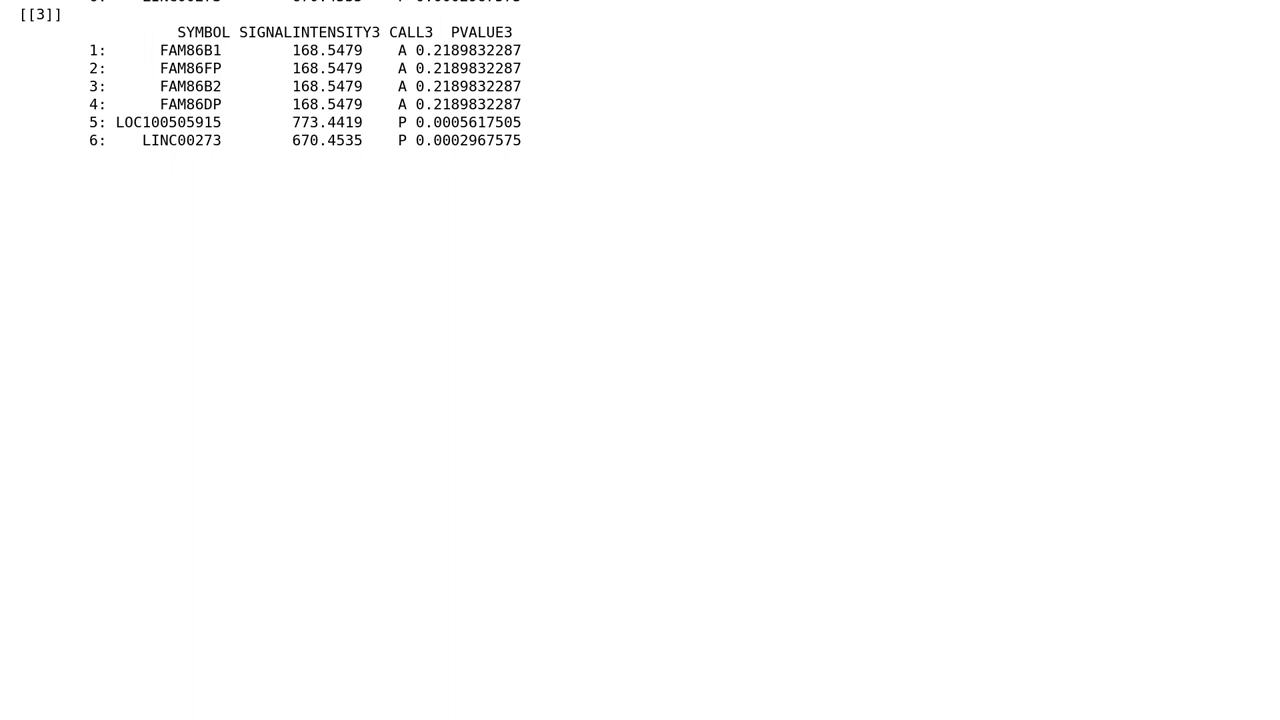 [[3]]
SYMBOL SIGNALINTENSITY3 CALL3 PVALUE3
1: FAM86B1 168.5479 A 0.2189832287
2: FAM86FP 168.5479 A 0.2189832287
3: FAM86B2 168.5479 A 0.2189832287
4: FAM86DP 168.5479 A 0.2189832287
5: LOC100505915 773.4419 P 0.0005617505
6: LINC00273 670.4535 P 0.0002967575